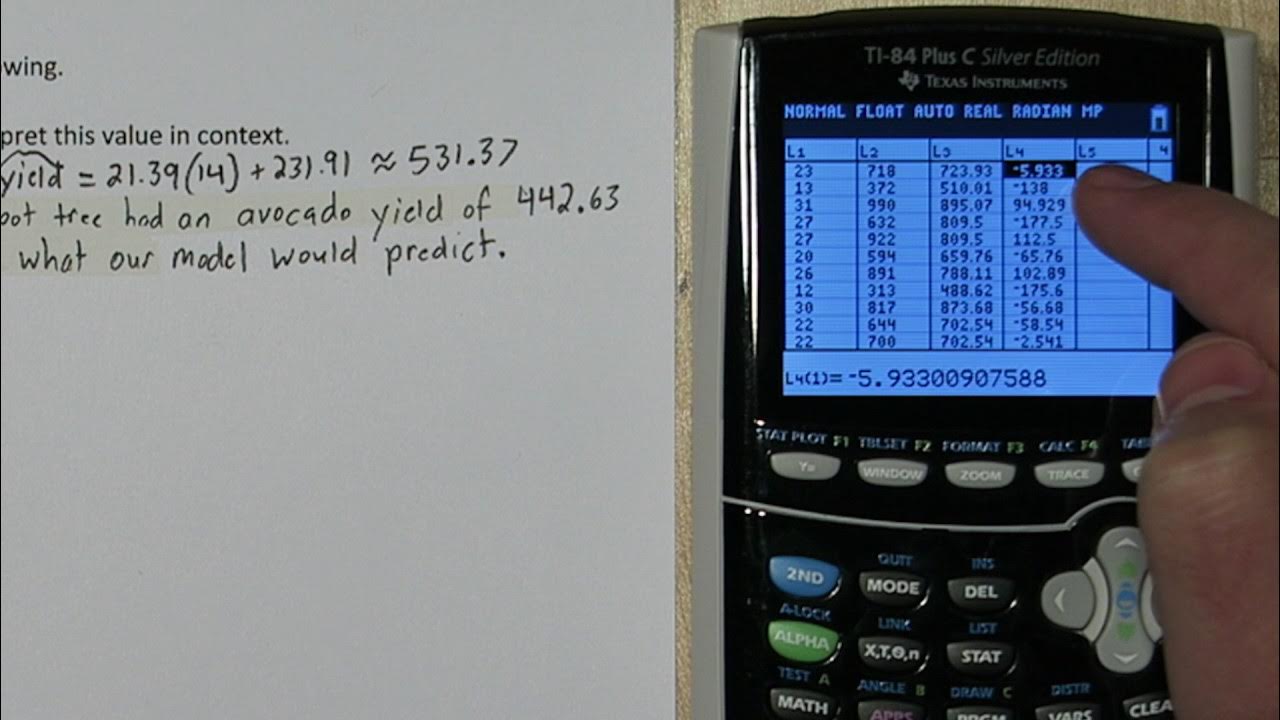 wing.
pret this value in context.
yield = 21.39(14) + 231.91 ≈ 531.37
oot tree had an avocado yield of 442.63
what our model would predict.
TI-84 Plus C Silver Edition
TEXAS INSTRUMENTS
NORMAL FLOAT AUTO REAL RADIAN MP
L1 L2 L3 L4 L5 4
23 718 723.93 -5.933
13 372 510.01 -138
31 990 895.07 94.929
27 632 809.5 -177.5
27 922 809.5 112.5
20 594 659.76 -65.76
26 891 788.11 102.89
12 313 488.62 -175.6
30 817 873.68 -56.68
22 644 702.54 -58.54
22 700 702.54 -2.541
L4(1)= -5.93300907588
STAT PLOT F1 TBLSET F2 FORMAT F3 CALC F4 TAB
Y= WINDOW ZOOM TRACE
QUIT INS
2ND MODE DEL
A-LOCK LINK LIST
ALPHA X,T,Θ,n STAT
TEST A ANGLE B DRAW C DISTR
MATH APPS PRGM VARS CLEA